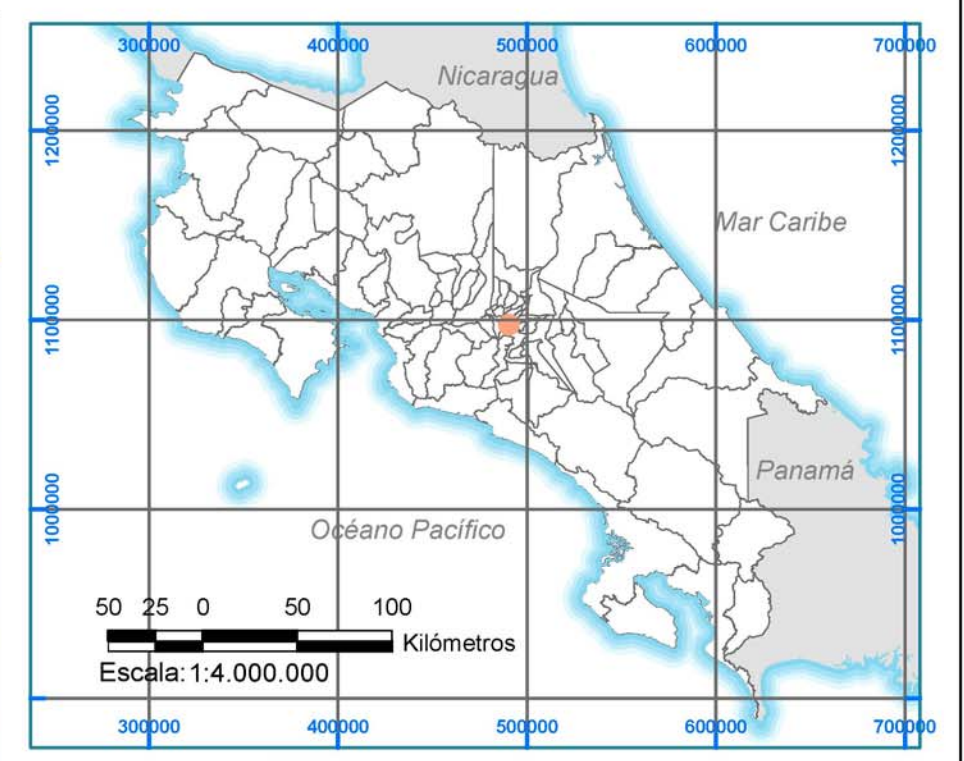 300000 400000 500000 600000 700000
Nicaragua
1200000 1200000
Mar Caribe
1100000 1100000
Panamá
1000000 1000000
Océano Pacífico
50 25 0 50 100
Kilómetros
Escala: 1:4.000.000
300000 400000 500000 600000 700000